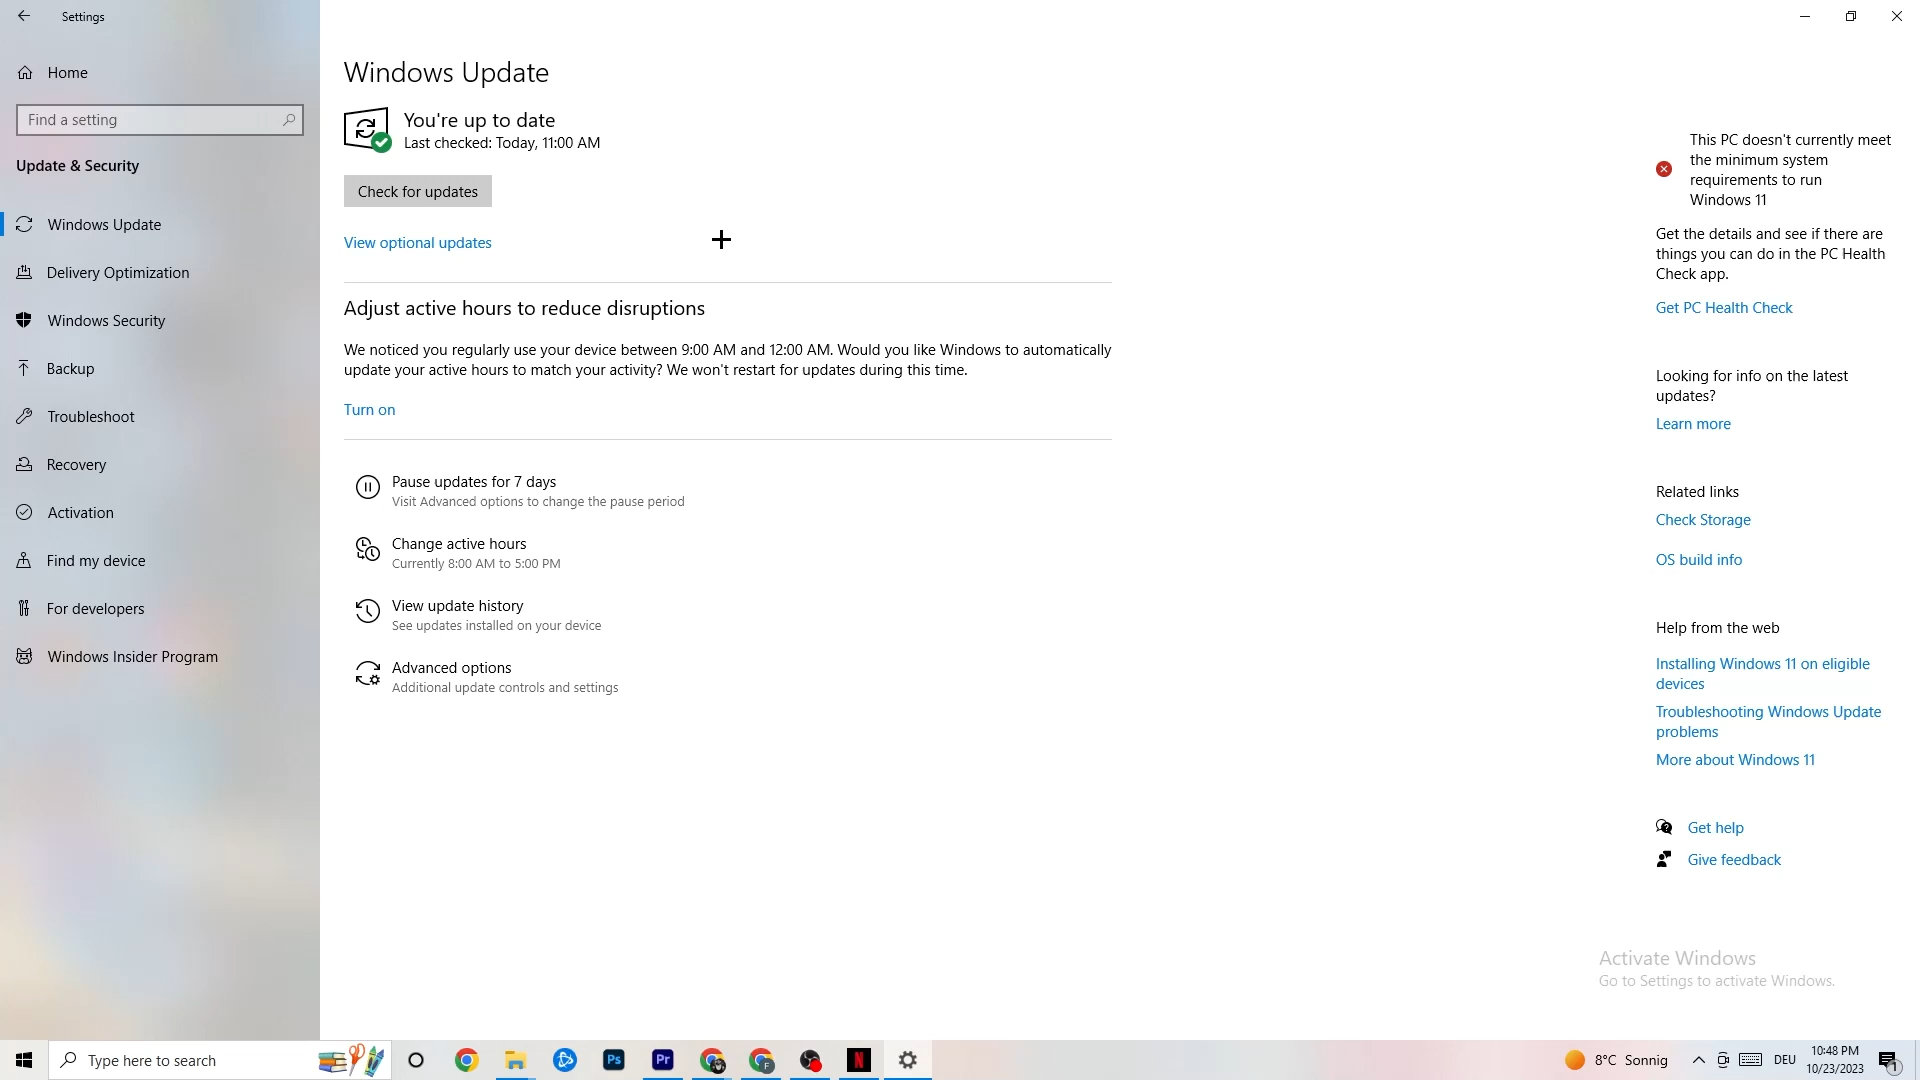 Settings
Home
Find a setting
Update & Security
Windows Update
Delivery Optimization
Windows Security
Backup
Troubleshoot
Recovery
Activation
Find my device
For developers
Windows Insider Program
Windows Update
You're up to date
Last checked: Today, 11:00 AM
Check for updates
View optional updates
Adjust active hours to reduce disruptions
We noticed you regularly use your device between 9:00 AM and 12:00 AM. Would you like Windows to automatically
update your active hours to match your activity? We won't restart for updates during this time.
Turn on
Pause updates for 7 days
Visit Advanced options to change the pause period
Change active hours
Currently 8:00 AM to 5:00 PM
View update history
See updates installed on your device
Advanced options
Additional update controls and settings
This PC doesn't currently meet
the minimum system
requirements to run
Windows 11
Get the details and see if there are
things you can do in the PC Health
Check app.
Get PC Health Check
Looking for info on the latest
updates?
Learn more
Related links
Check Storage
OS build info
Help from the web
Installing Windows 11 on eligible
devices
Troubleshooting Windows Update
problems
More about Windows 11
Get help
Give feedback
Activate Windows
Go to Settings to activate Windows.
Type here to search
Ps
Pr
F
N
8°C Sonnig
DEU
10:48 PM
10/23/2023
1